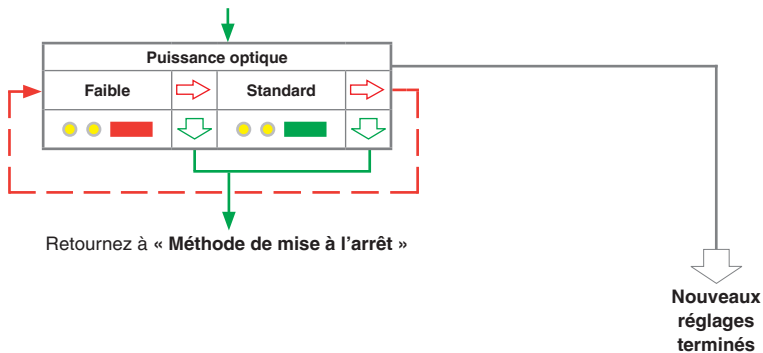 Puissance optique
Faible
Standard
Retournez à « Méthode de mise à l’arrêt »
Nouveaux
réglages
terminés